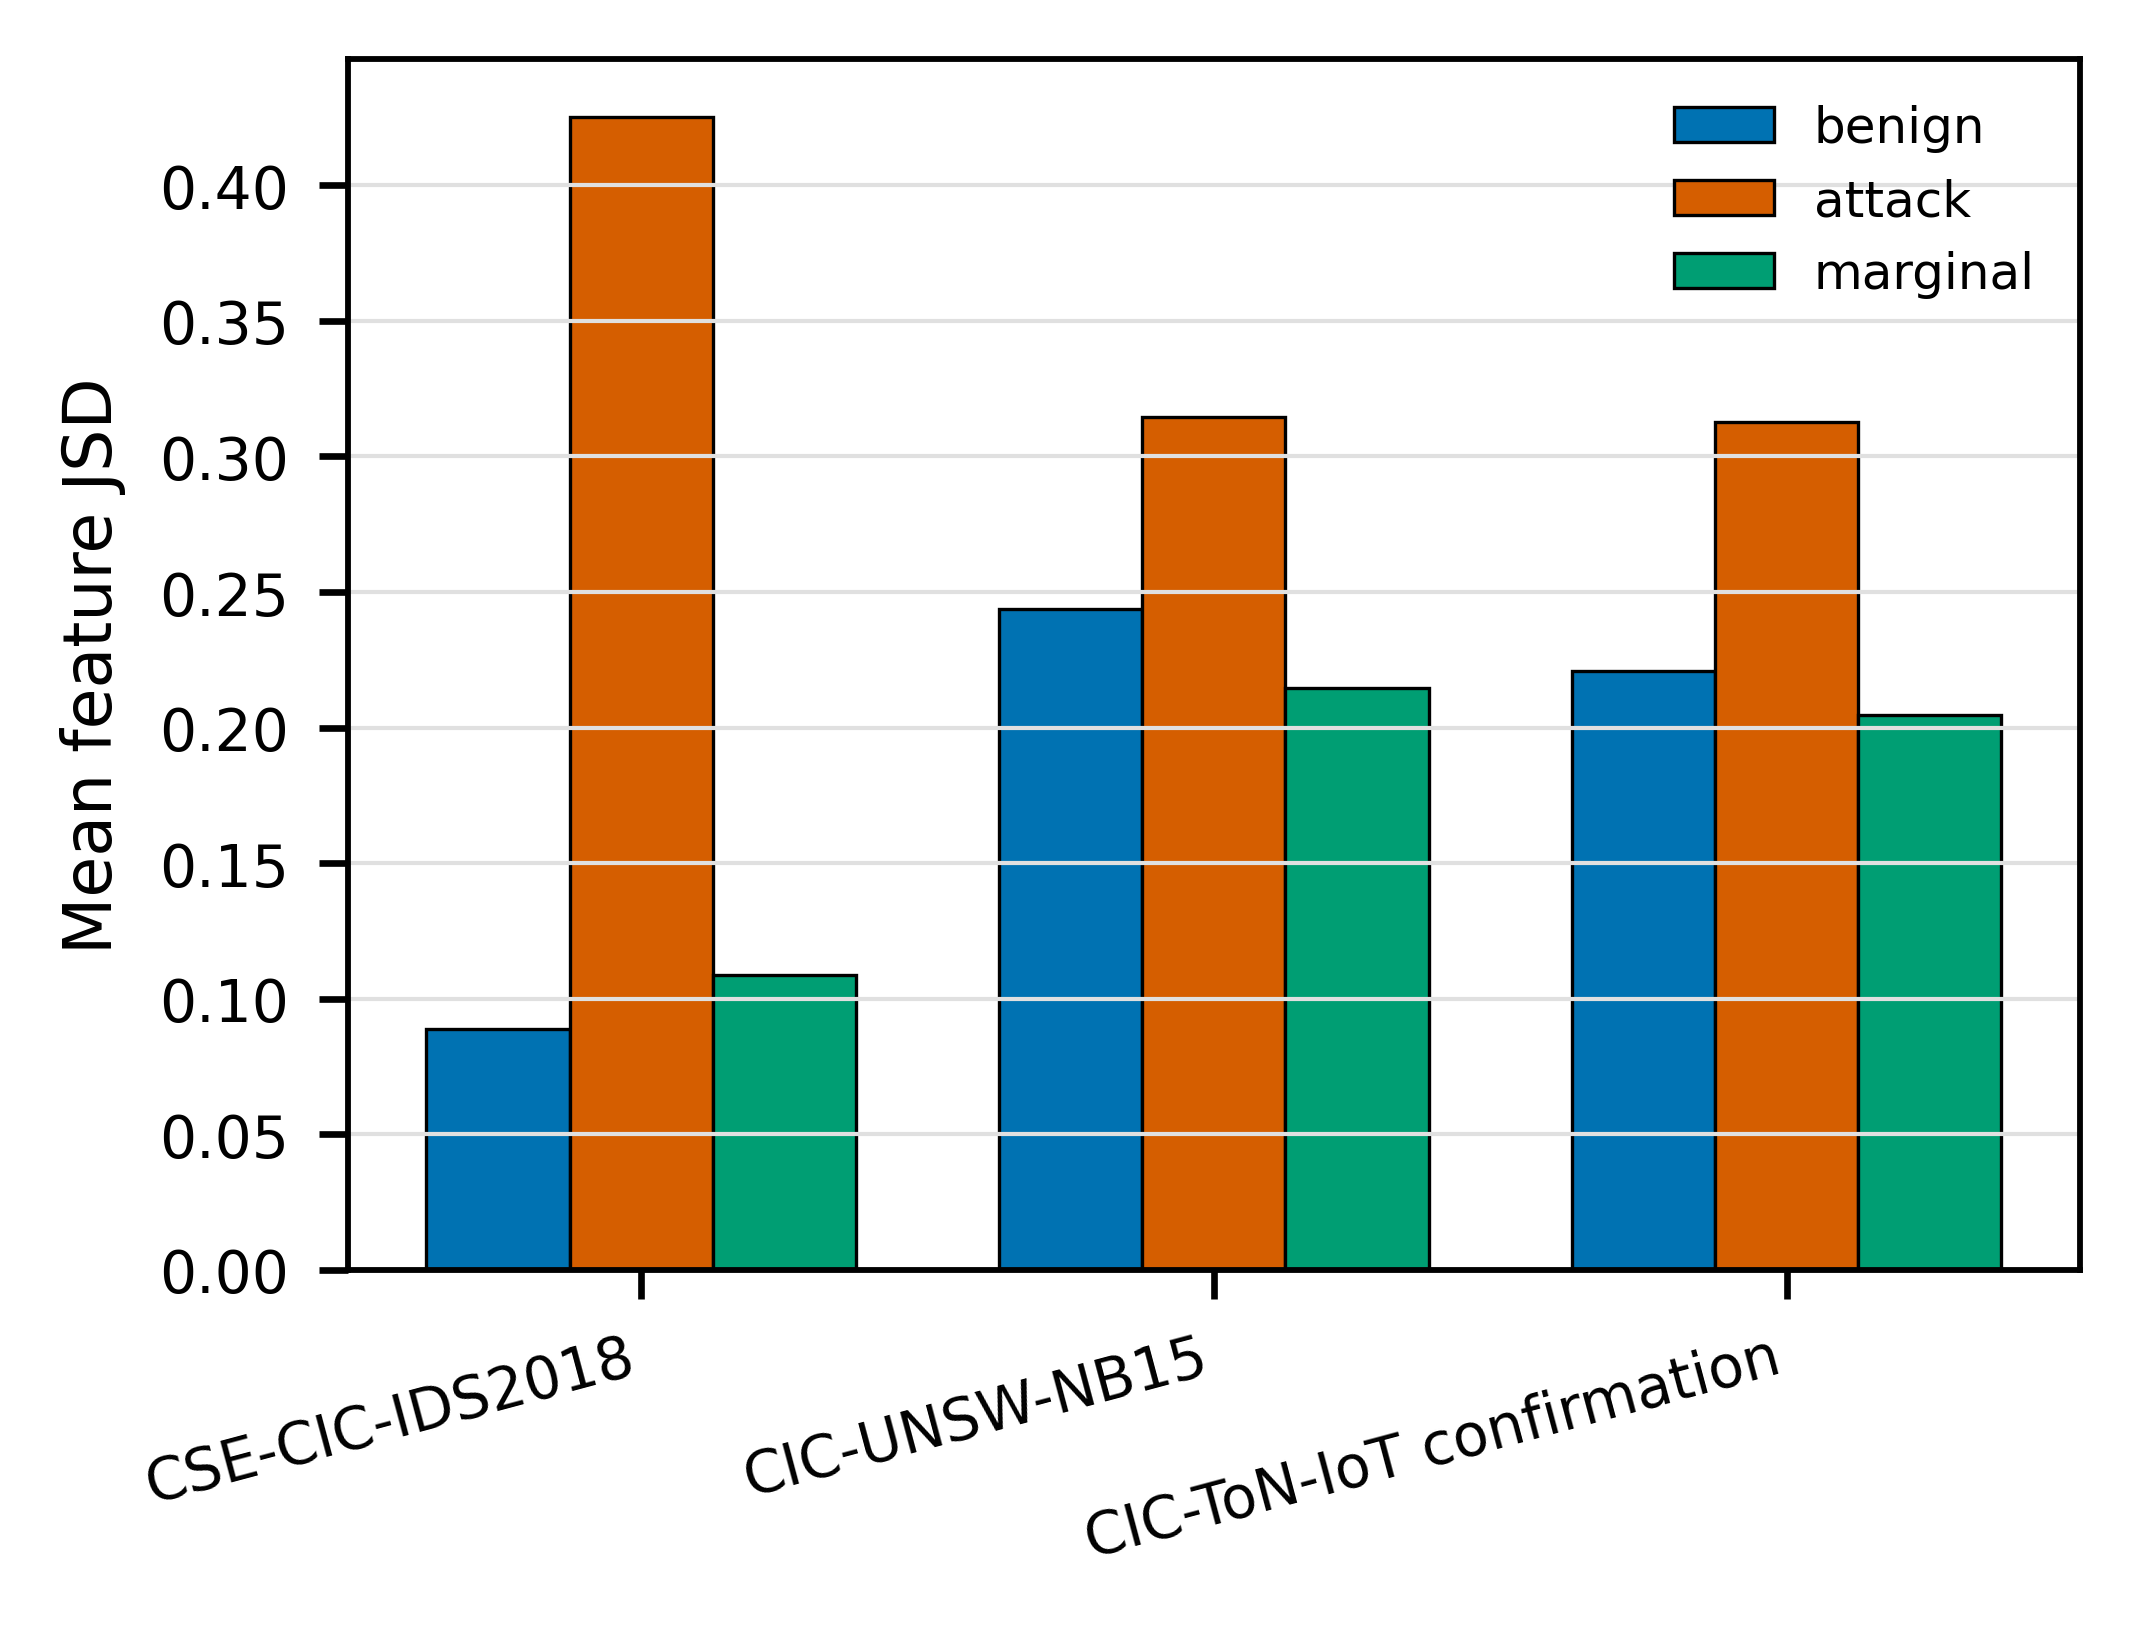 benign
attack
marginal
Mean feature JSD
0.40
0.35
0.30
0.25
0.20
0.15
0.10
0.05
0.00
CSE-CIC-IDS2018
CIC-UNSW-NB15
CIC-ToN-IoT confirmation